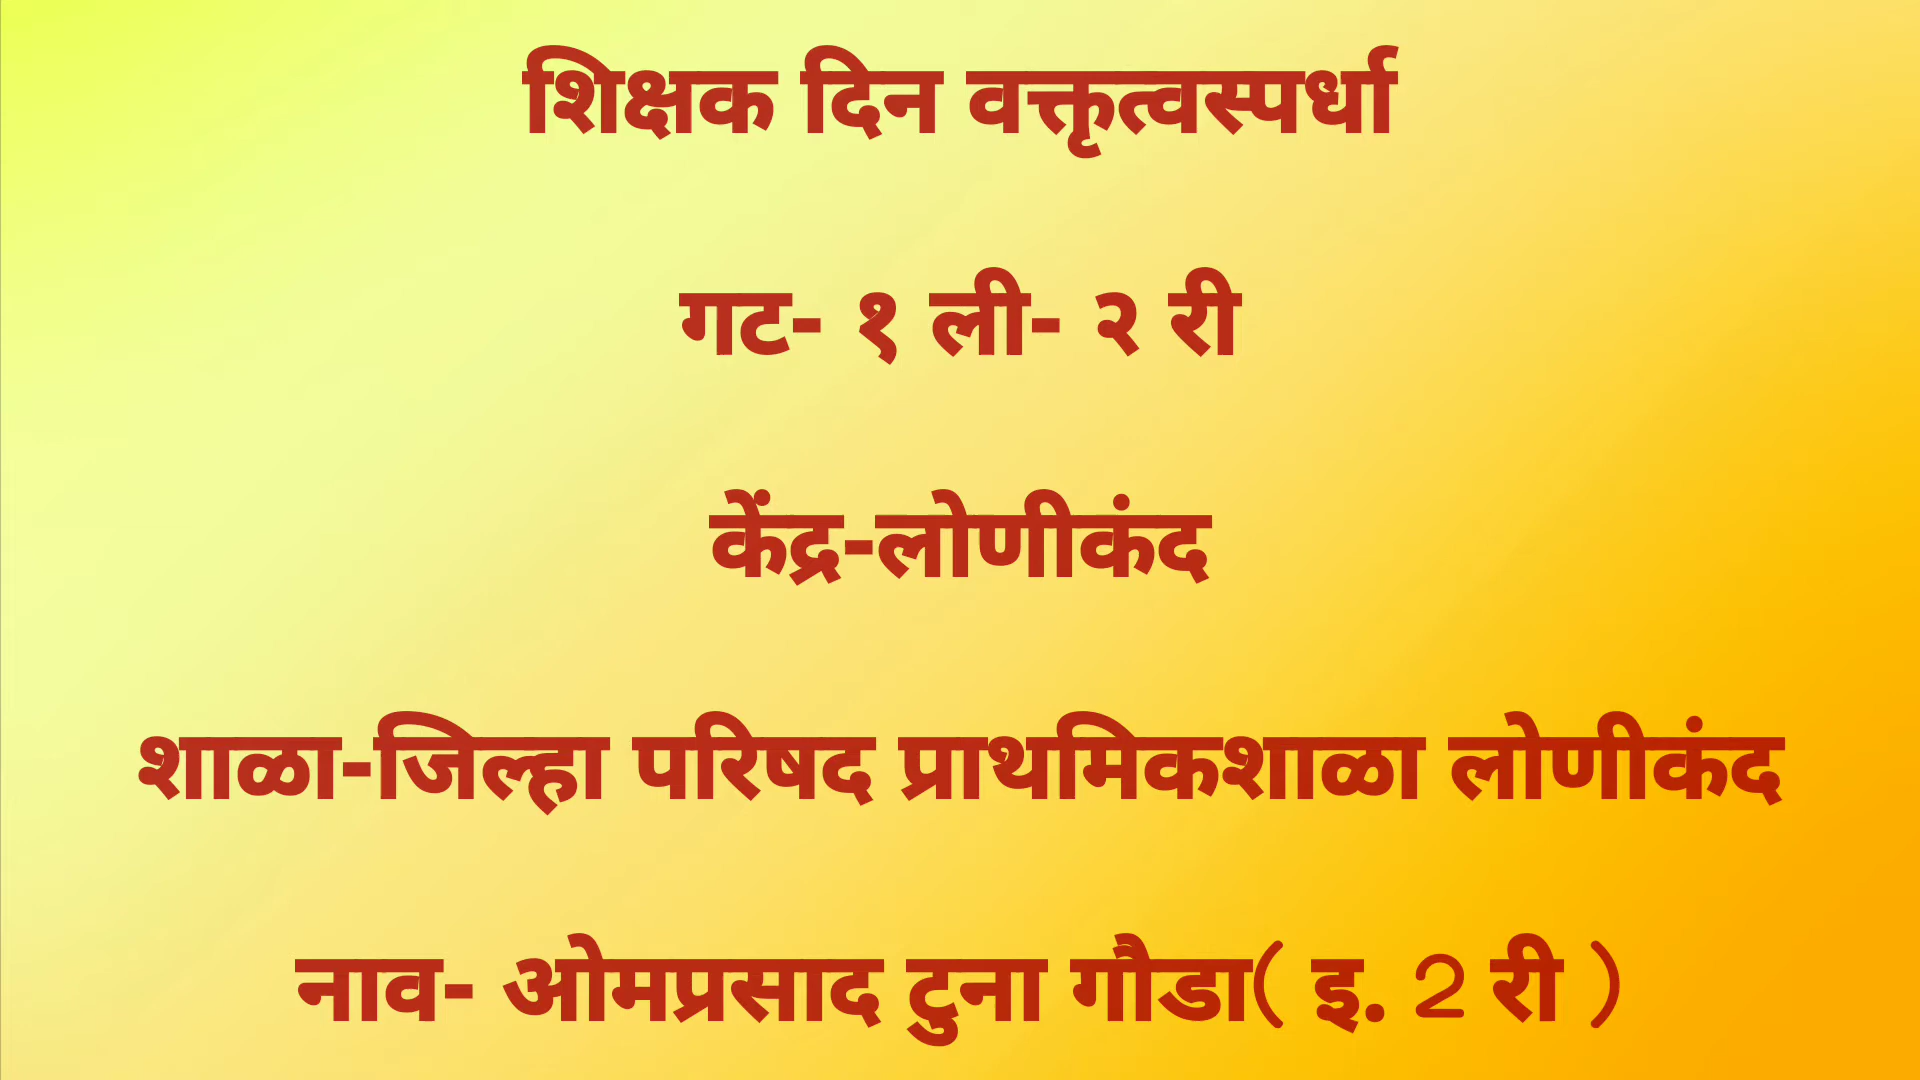 शिक्षक दिन वक्तृत्वस्पर्धा
गट- १ ली- २ री
केंद्र-लोणीकंद
शाळा-जिल्हा परिषद प्राथमिकशाळा लोणीकंद
नाव- ओमप्रसाद टुना गौडा( इ. 2 री )